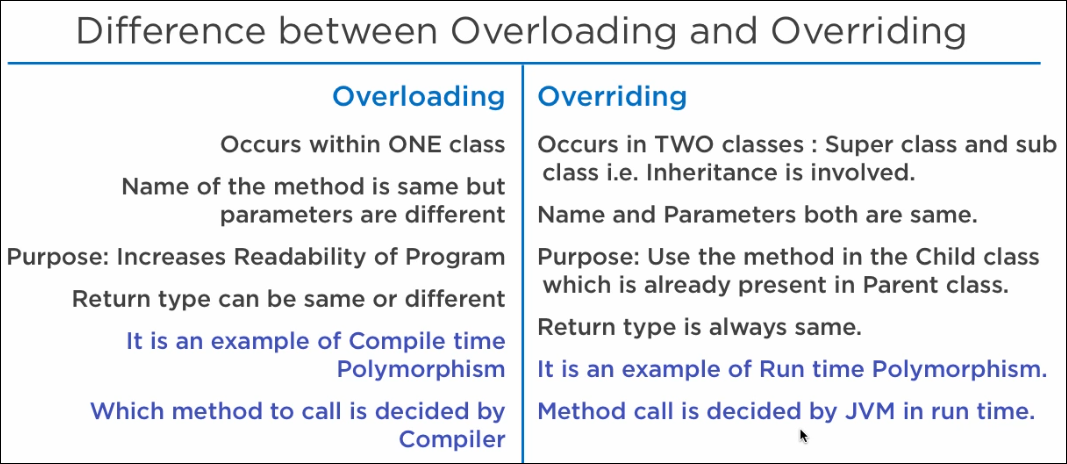 Difference between Overloading and Overriding
Overloading
Occurs within ONE class
Name of the method is same but
parameters are different
Purpose: Increases Readability of Program
Return type can be same or different
It is an example of Compile time
Polymorphism
Which method to call is decided by
Compiler
Overriding
Occurs in TWO classes : Super class and sub
class i.e. Inheritance is involved.
Name and Parameters both are same.
Purpose: Use the method in the Child class
which is already present in Parent class.
Return type is always same.
It is an example of Run time Polymorphism.
Method call is decided by JVM in run time.